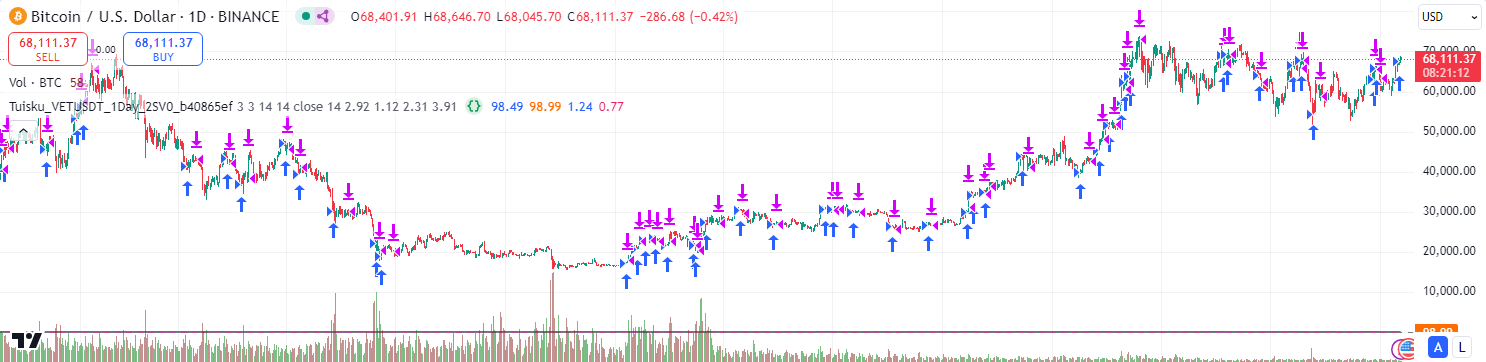 Bitcoin / U.S. Dollar · 1D · BINANCE O68,401.91 H68,646.70 L68,045.70 C68,111.37 −286.68 (−0.42%) USD
68,111.37 SELL 0.00 68,111.37 BUY
70,000.00
68,111.37
08:21:12
Vol · BTC 58
60,000.00
Tuisku_VETUSDT_1Day_2SV0_b40865ef 3 3 14 14 close 14 2.92 1.12 2.31 3.91 {} 98.49 98.99 1.24 0.77
50,000.00
40,000.00
30,000.00
20,000.00
10,000.00
98.99
A L